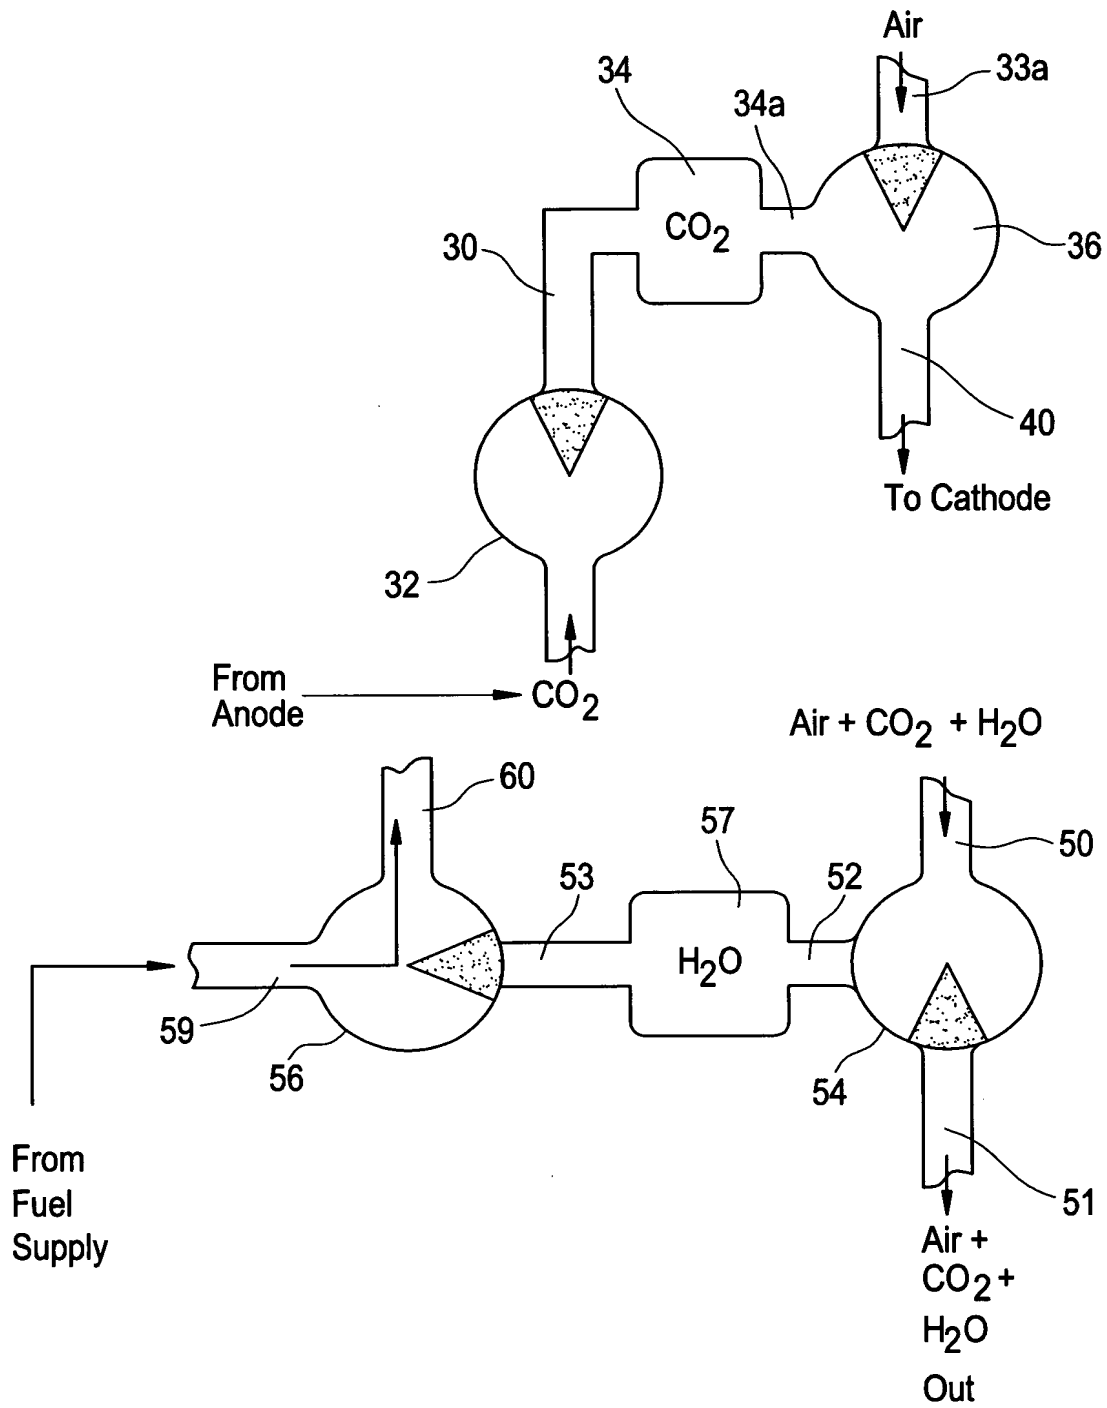 Air
33a
34
34a
CO2
30
36
40
To Cathode
32
From
Anode
CO2
Air + CO2 + H2O
60
57
50
53
52
H2O
59
56
54
From
Fuel
Supply
51
Air +
CO2 +
H2O
Out